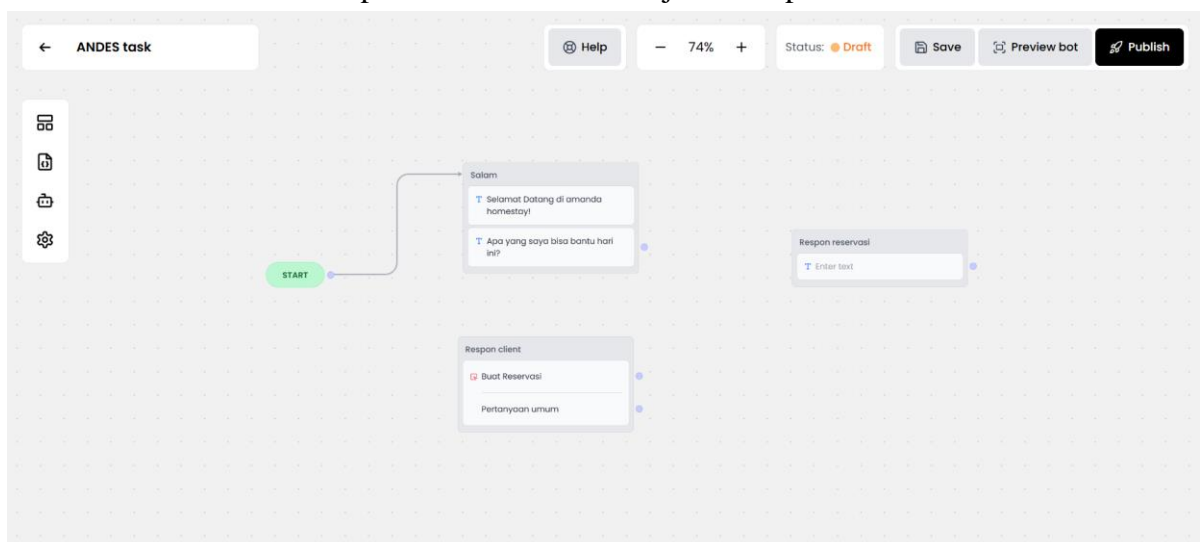 ANDES task
Help
74%
Status: Draft
Save
Preview bot
Publish
Salam
Selamat Datang di amanda
homestay!
Apa yang saya bisa bantu hari
ini?
START
Respon reservasi
Enter text
Respon client
Buat Reservasi
Pertanyaan umum